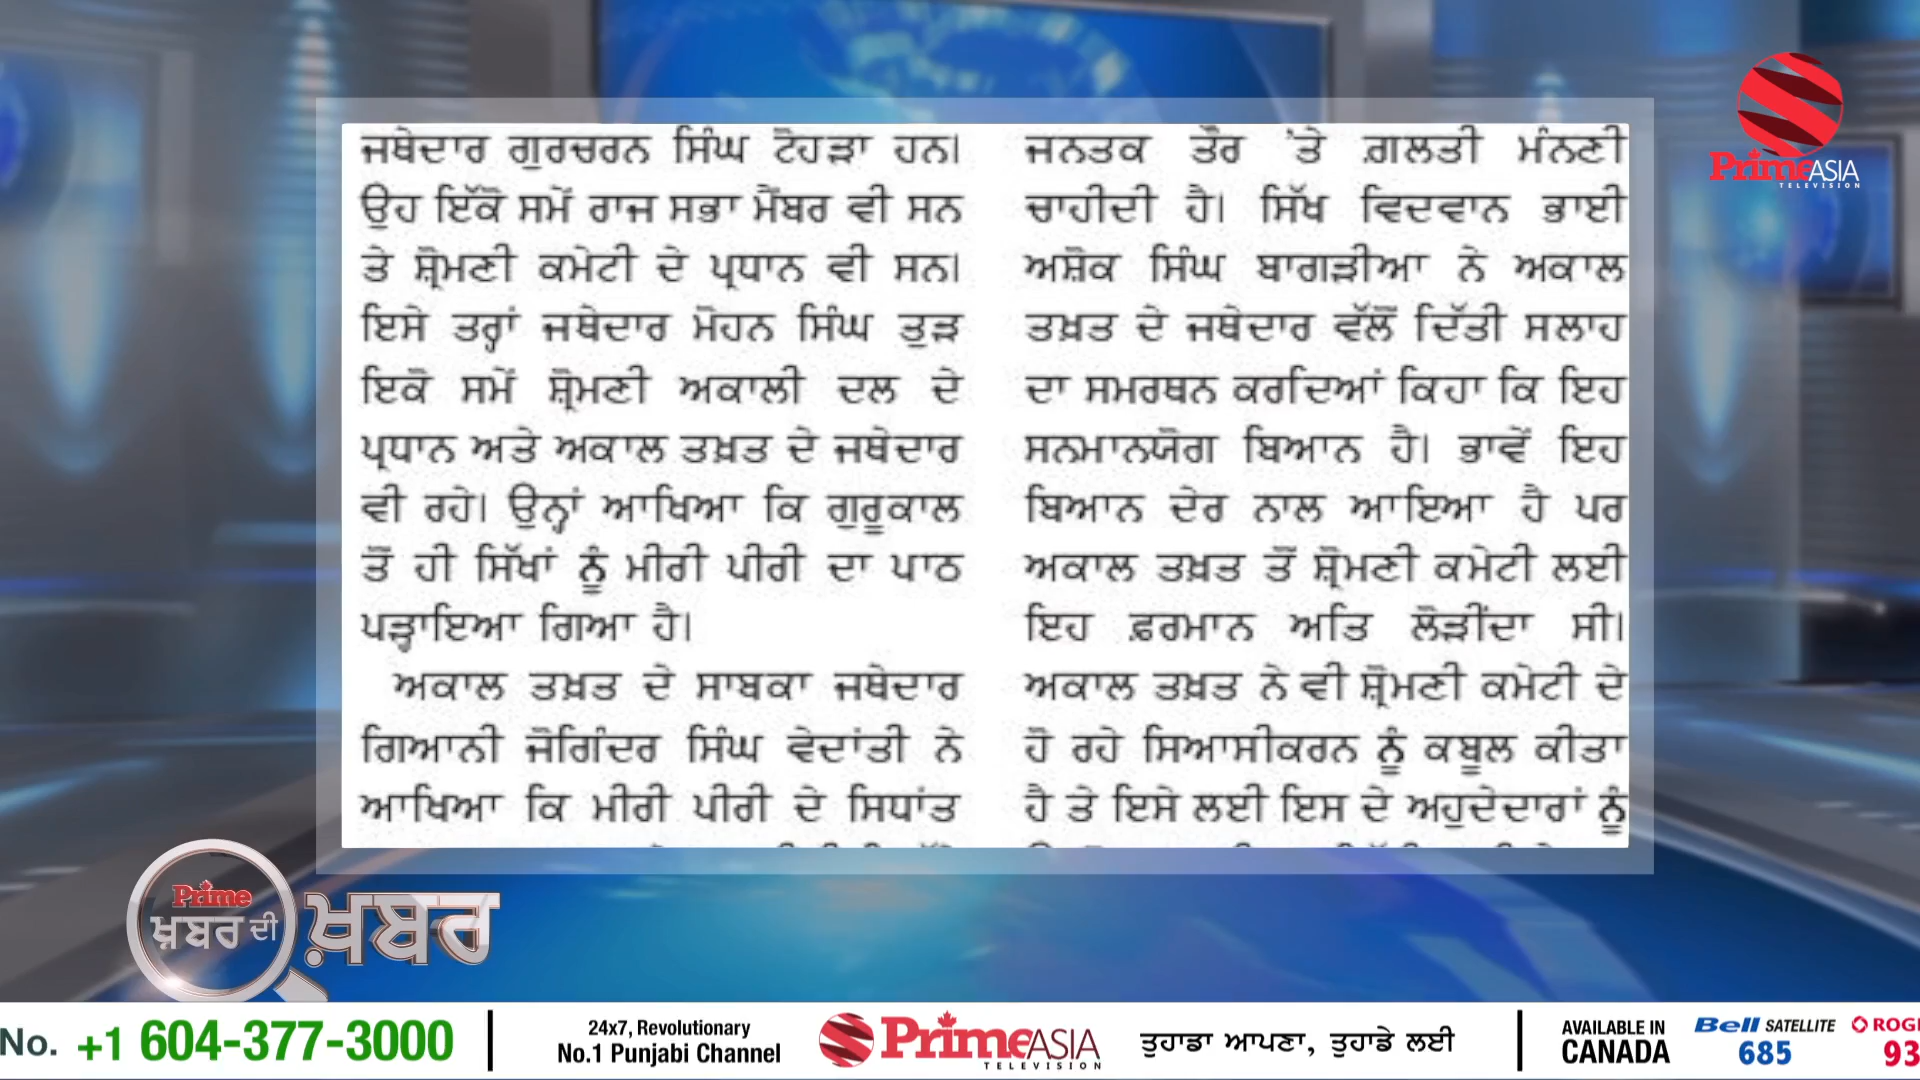 ਜਥੇਦਾਰ ਗੁਰਚਰਨ ਸਿੰਘ ਟੌਹੜਾ ਹਨ।
ਉਹ ਇੱਕੋ ਸਮੇਂ ਰਾਜ ਸਭਾ ਮੈਂਬਰ ਵੀ ਸਨ
ਤੇ ਸ਼੍ਰੋਮਣੀ ਕਮੇਟੀ ਦੇ ਪ੍ਰਧਾਨ ਵੀ ਸਨ।
ਇਸੇ ਤਰ੍ਹਾਂ ਜਥੇਦਾਰ ਮੋਹਨ ਸਿੰਘ ਤੁੜ
ਇਕੋ ਸਮੇਂ ਸ਼੍ਰੋਮਣੀ ਅਕਾਲੀ ਦਲ ਦੇ
ਪ੍ਰਧਾਨ ਅਤੇ ਅਕਾਲ ਤਖ਼ਤ ਦੇ ਜਥੇਦਾਰ
ਵੀ ਰਹੇ। ਉਨ੍ਹਾਂ ਆਖਿਆ ਕਿ ਗੁਰੂਕਾਲ
ਤੋਂ ਹੀ ਸਿੱਖਾਂ ਨੂੰ ਮੀਰੀ ਪੀਰੀ ਦਾ ਪਾਠ
ਪੜ੍ਹਾਇਆ ਗਿਆ ਹੈ।
ਅਕਾਲ ਤਖ਼ਤ ਦੇ ਸਾਬਕਾ ਜਥੇਦਾਰ
ਗਿਆਨੀ ਜੋਗਿੰਦਰ ਸਿੰਘ ਵੇਦਾਂਤੀ ਨੇ
ਆਖਿਆ ਕਿ ਮੀਰੀ ਪੀਰੀ ਦੇ ਸਿਧਾਂਤ
ਜਨਤਕ ਤੌਰ 'ਤੇ ਗ਼ਲਤੀ ਮੰਨਣੀ
ਚਾਹੀਦੀ ਹੈ। ਸਿੱਖ ਵਿਦਵਾਨ ਭਾਈ
ਅਸ਼ੋਕ ਸਿੰਘ ਬਾਗੜੀਆ ਨੇ ਅਕਾਲ
ਤਖ਼ਤ ਦੇ ਜਥੇਦਾਰ ਵੱਲੋਂ ਦਿੱਤੀ ਸਲਾਹ
ਦਾ ਸਮਰਥਨ ਕਰਦਿਆਂ ਕਿਹਾ ਕਿ ਇਹ
ਸਨਮਾਨਯੋਗ ਬਿਆਨ ਹੈ। ਭਾਵੇਂ ਇਹ
ਬਿਆਨ ਦੇਰ ਨਾਲ ਆਇਆ ਹੈ ਪਰ
ਅਕਾਲ ਤਖ਼ਤ ਤੋਂ ਸ਼੍ਰੋਮਣੀ ਕਮੇਟੀ ਲਈ
ਇਹ ਫ਼ਰਮਾਨ ਅਤਿ ਲੋੜੀਂਦਾ ਸੀ।
ਅਕਾਲ ਤਖ਼ਤ ਨੇ ਵੀ ਸ਼੍ਰੋਮਣੀ ਕਮੇਟੀ ਦੇ
ਹੋ ਰਹੇ ਸਿਆਸੀਕਰਨ ਨੂੰ ਕਬੂਲ ਕੀਤਾ
ਹੈ ਤੇ ਇਸੇ ਲਈ ਇਸ ਦੇ ਅਹੁਦੇਦਾਰਾਂ ਨੂੰ
PrimeASIA
TELEVISION
Prime
ਖ਼ਬਰ ਦੀ
ਖ਼ਬਰ
No. +1 604-377-3000
24x7, Revolutionary
No.1 Punjabi Channel
PrimeASIA
TELEVISION
ਤੁਹਾਡਾ ਆਪਣਾ, ਤੁਹਾਡੇ ਲਈ
AVAILABLE IN
CANADA
Bell SATELLITE
685
93